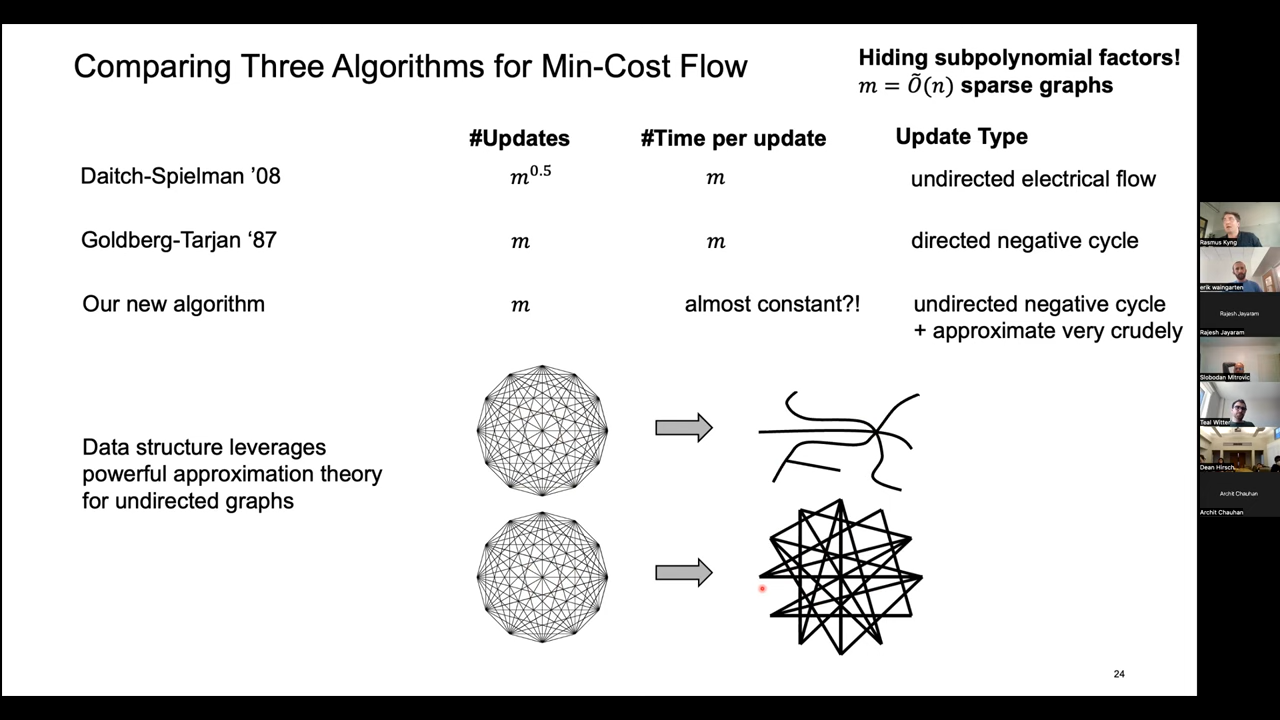 Comparing Three Algorithms for Min-Cost Flow
Hiding subpolynomial factors!
m = Õ(n) sparse graphs
#Updates #Time per update Update Type
Daitch-Spielman ’08 m^0.5 m undirected electrical flow
Goldberg-Tarjan ‘87 m m directed negative cycle
Our new algorithm m almost constant?! undirected negative cycle
+ approximate very crudely
Data structure leverages
powerful approximation theory
for undirected graphs
24
Rasmus Kyng
erik waingarten
Rajesh Jayaram
Rajesh Jayaram
Slobodan Mitrovic
Teal Witter
Dean Hirsch
Archit Chauhan
Archit Chauhan